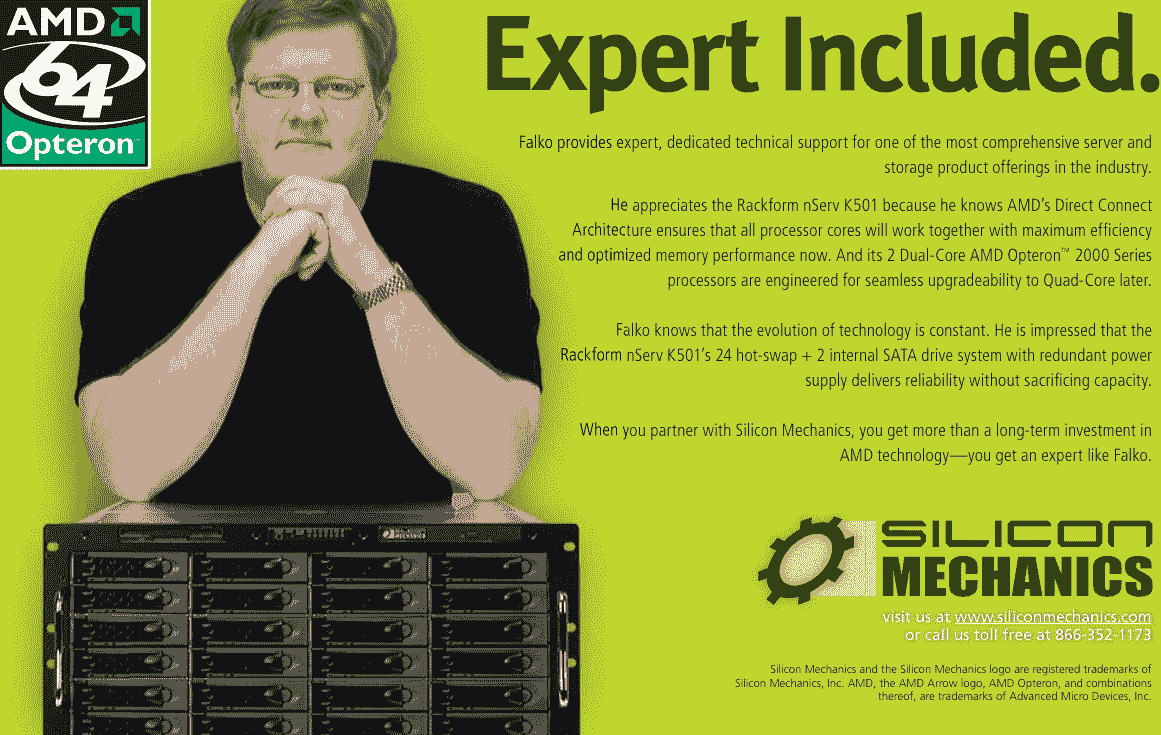 AMD
64
Opteron™
Expert Included.
Falko provides expert, dedicated technical support for one of the most comprehensive server and
storage product offerings in the industry.
He appreciates the Rackform nServ K501 because he knows AMD's Direct Connect
Architecture ensures that all processor cores will work together with maximum efficiency
and optimized memory performance now. And its 2 Dual-Core AMD Opteron™ 2000 Series
processors are engineered for seamless upgradeability to Quad-Core later.
Falko knows that the evolution of technology is constant. He is impressed that the
Rackform nServ K501's 24 hot-swap + 2 internal SATA drive system with redundant power
supply delivers reliability without sacrificing capacity.
When you partner with Silicon Mechanics, you get more than a long-term investment in
AMD technology—you get an expert like Falko.
SILICON
MECHANICS
visit us at www.siliconmechanics.com
or call us toll free at 866-352-1173
Silicon Mechanics and the Silicon Mechanics logo are registered trademarks of
Silicon Mechanics, Inc. AMD, the AMD Arrow logo, AMD Opteron, and combinations
thereof, are trademarks of Advanced Micro Devices, Inc.